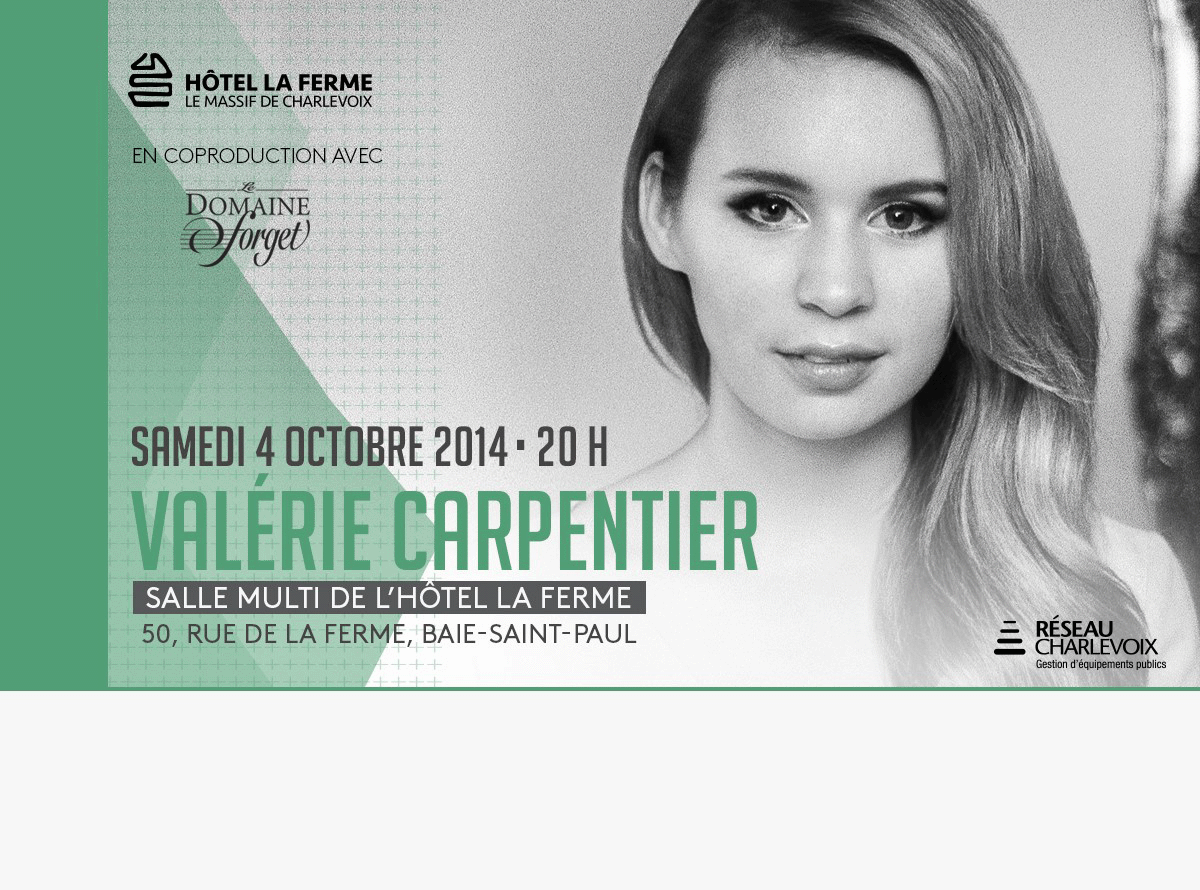 HÔTEL LA FERME
LE MASSIF DE CHARLEVOIX
EN COPRODUCTION AVEC
Le
DOMAINE
forget
SAMEDI 4 OCTOBRE 2014 · 20 H
VALÉRIE CARPENTIER
SALLE MULTI DE L'HÔTEL LA FERME
50, RUE DE LA FERME, BAIE-SAINT-PAUL
RÉSEAU
CHARLEVOIX
Gestion d'équipements publics